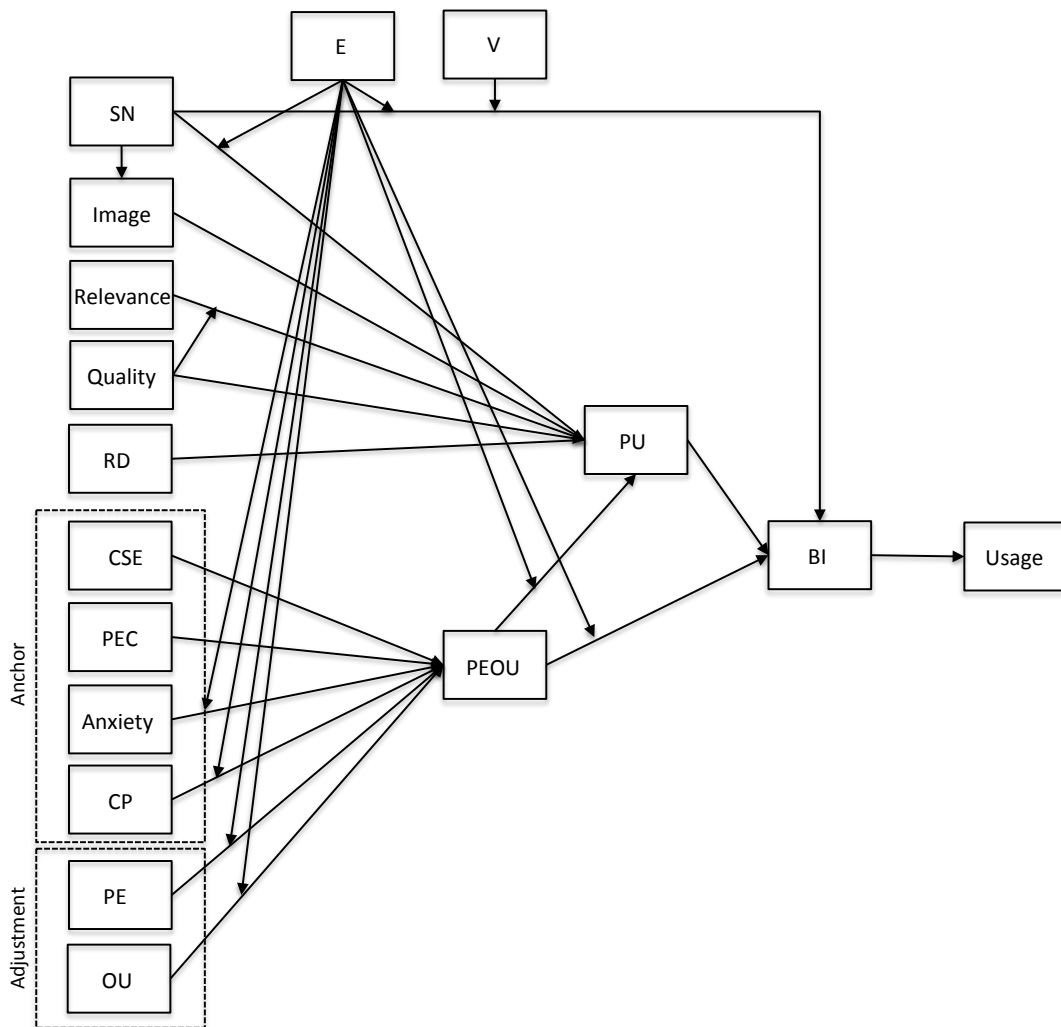 E
V
SN
Image
Relevance
Quality
RD
PU
CSE
BI
Usage
PEC
PEOU
Anchor
Anxiety
CP
PE
Adjustment
OU